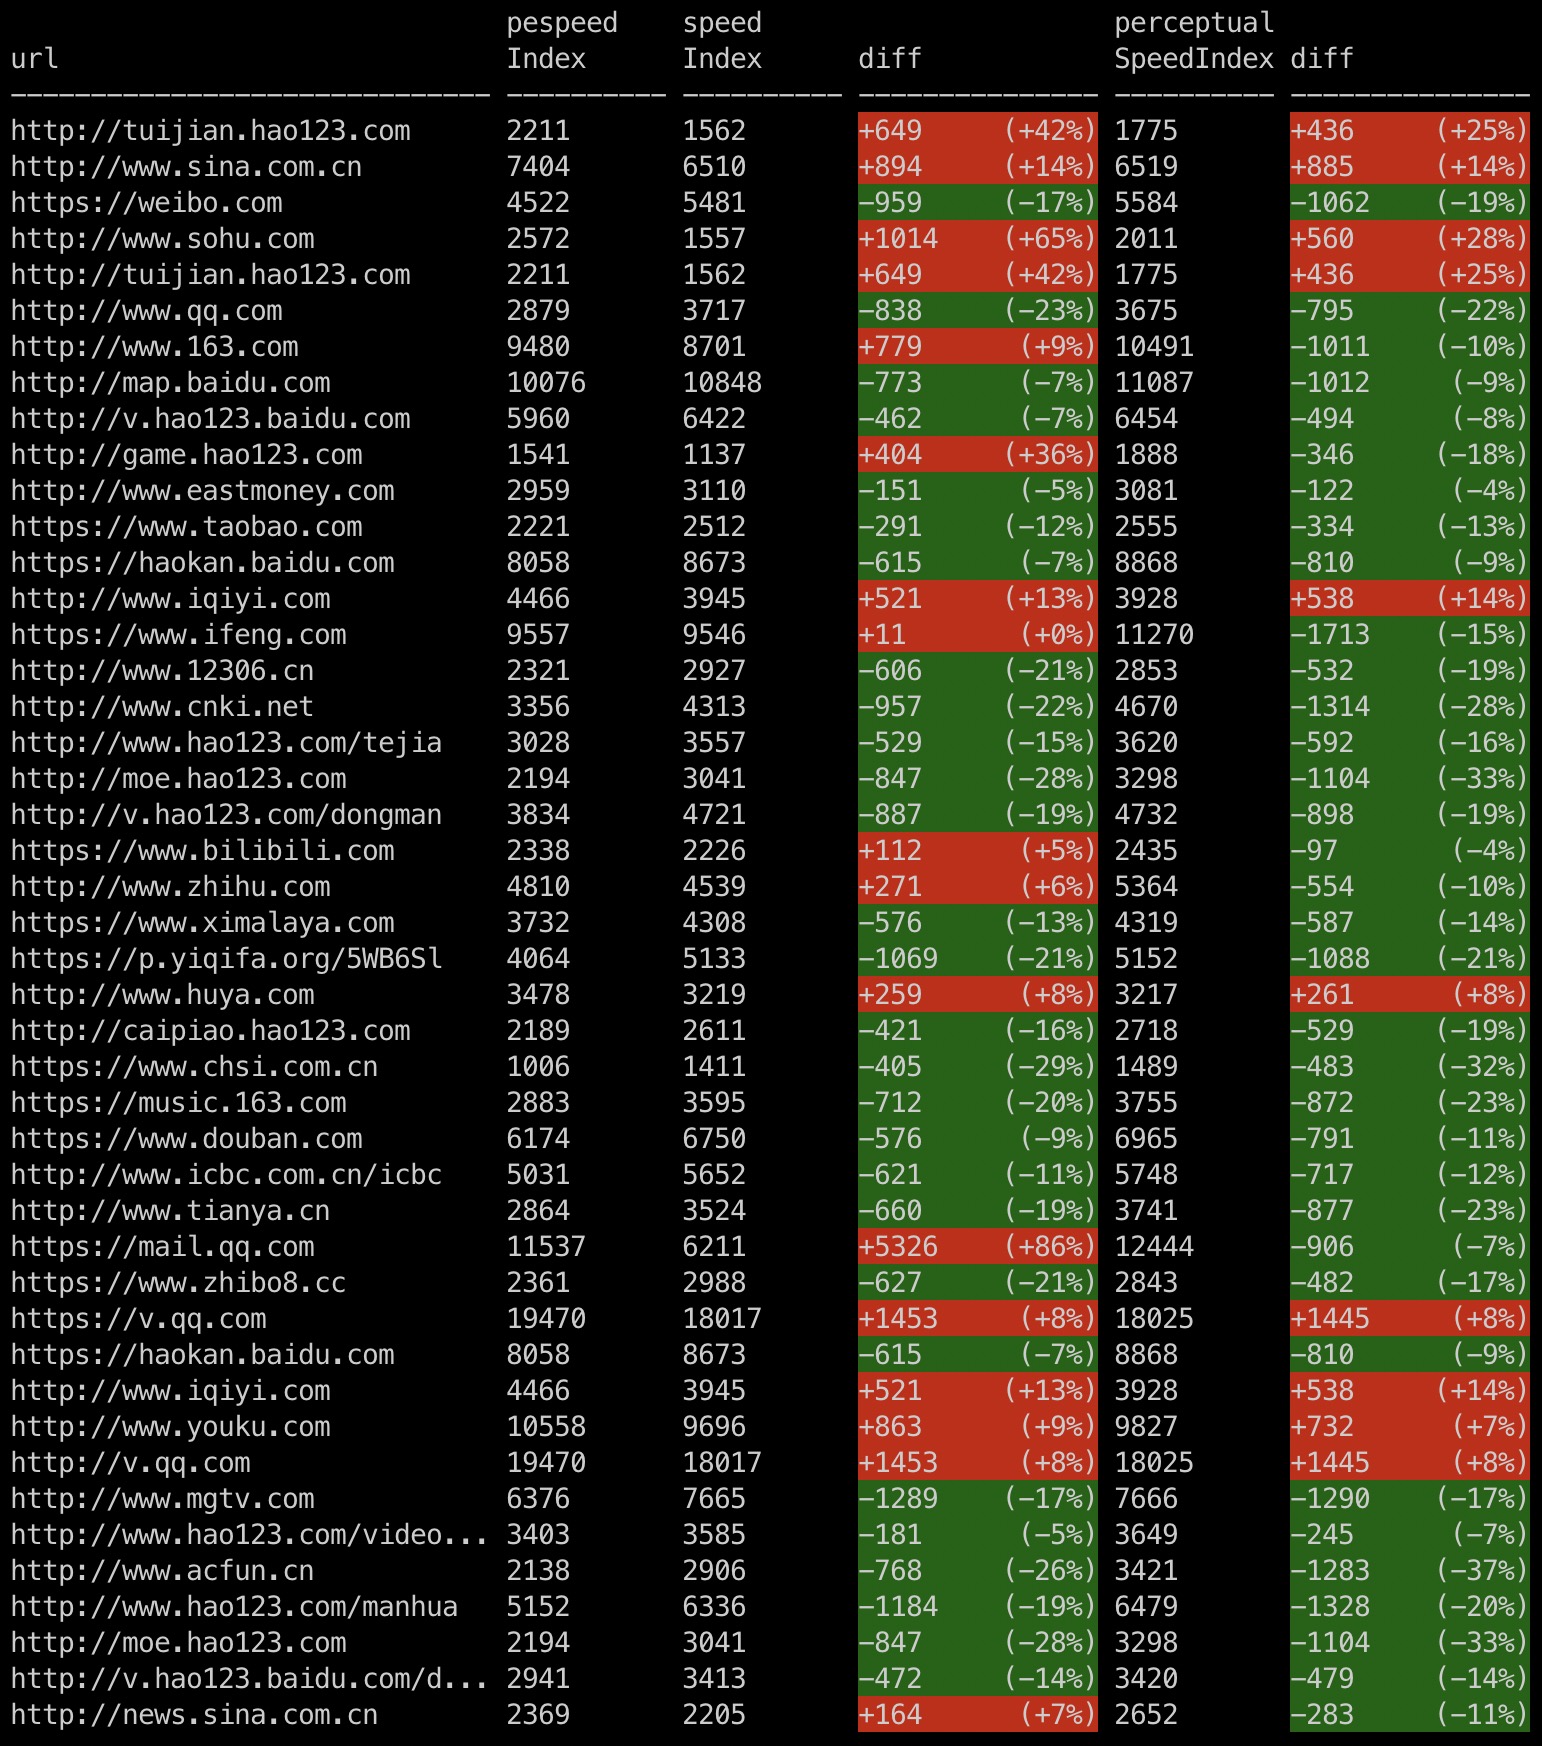 pespeed speed perceptual
url Index Index diff SpeedIndex diff
------------------------------ ---------- ---------- --------------- ---------- ---------------
http://tuijian.hao123.com 2211 1562 +649 (+42%) 1775 +436 (+25%)
http://www.sina.com.cn 7404 6510 +894 (+14%) 6519 +885 (+14%)
https://weibo.com 4522 5481 −959 (−17%) 5584 −1062 (−19%)
http://www.sohu.com 2572 1557 +1014 (+65%) 2011 +560 (+28%)
http://tuijian.hao123.com 2211 1562 +649 (+42%) 1775 +436 (+25%)
http://www.qq.com 2879 3717 −838 (−23%) 3675 −795 (−22%)
http://www.163.com 9480 8701 +779 (+9%) 10491 −1011 (−10%)
http://map.baidu.com 10076 10848 −773 (−7%) 11087 −1012 (−9%)
http://v.hao123.baidu.com 5960 6422 −462 (−7%) 6454 −494 (−8%)
http://game.hao123.com 1541 1137 +404 (+36%) 1888 −346 (−18%)
http://www.eastmoney.com 2959 3110 −151 (−5%) 3081 −122 (−4%)
https://www.taobao.com 2221 2512 −291 (−12%) 2555 −334 (−13%)
https://haokan.baidu.com 8058 8673 −615 (−7%) 8868 −810 (−9%)
http://www.iqiyi.com 4466 3945 +521 (+13%) 3928 +538 (+14%)
https://www.ifeng.com 9557 9546 +11 (+0%) 11270 −1713 (−15%)
http://www.12306.cn 2321 2927 −606 (−21%) 2853 −532 (−19%)
http://www.cnki.net 3356 4313 −957 (−22%) 4670 −1314 (−28%)
http://www.hao123.com/tejia 3028 3557 −529 (−15%) 3620 −592 (−16%)
http://moe.hao123.com 2194 3041 −847 (−28%) 3298 −1104 (−33%)
http://v.hao123.com/dongman 3834 4721 −887 (−19%) 4732 −898 (−19%)
https://www.bilibili.com 2338 2226 +112 (+5%) 2435 −97 (−4%)
http://www.zhihu.com 4810 4539 +271 (+6%) 5364 −554 (−10%)
https://www.ximalaya.com 3732 4308 −576 (−13%) 4319 −587 (−14%)
https://p.yiqifa.org/5WB6Sl 4064 5133 −1069 (−21%) 5152 −1088 (−21%)
http://www.huya.com 3478 3219 +259 (+8%) 3217 +261 (+8%)
http://caipiao.hao123.com 2189 2611 −421 (−16%) 2718 −529 (−19%)
https://www.chsi.com.cn 1006 1411 −405 (−29%) 1489 −483 (−32%)
https://music.163.com 2883 3595 −712 (−20%) 3755 −872 (−23%)
https://www.douban.com 6174 6750 −576 (−9%) 6965 −791 (−11%)
http://www.icbc.com.cn/icbc 5031 5652 −621 (−11%) 5748 −717 (−12%)
http://www.tianya.cn 2864 3524 −660 (−19%) 3741 −877 (−23%)
https://mail.qq.com 11537 6211 +5326 (+86%) 12444 −906 (−7%)
https://www.zhibo8.cc 2361 2988 −627 (−21%) 2843 −482 (−17%)
https://v.qq.com 19470 18017 +1453 (+8%) 18025 +1445 (+8%)
https://haokan.baidu.com 8058 8673 −615 (−7%) 8868 −810 (−9%)
http://www.iqiyi.com 4466 3945 +521 (+13%) 3928 +538 (+14%)
http://www.youku.com 10558 9696 +863 (+9%) 9827 +732 (+7%)
http://v.qq.com 19470 18017 +1453 (+8%) 18025 +1445 (+8%)
http://www.mgtv.com 6376 7665 −1289 (−17%) 7666 −1290 (−17%)
http://www.hao123.com/video... 3403 3585 −181 (−5%) 3649 −245 (−7%)
http://www.acfun.cn 2138 2906 −768 (−26%) 3421 −1283 (−37%)
http://www.hao123.com/manhua 5152 6336 −1184 (−19%) 6479 −1328 (−20%)
http://moe.hao123.com 2194 3041 −847 (−28%) 3298 −1104 (−33%)
http://v.hao123.baidu.com/d... 2941 3413 −472 (−14%) 3420 −479 (−14%)
http://news.sina.com.cn 2369 2205 +164 (+7%) 2652 −283 (−11%)